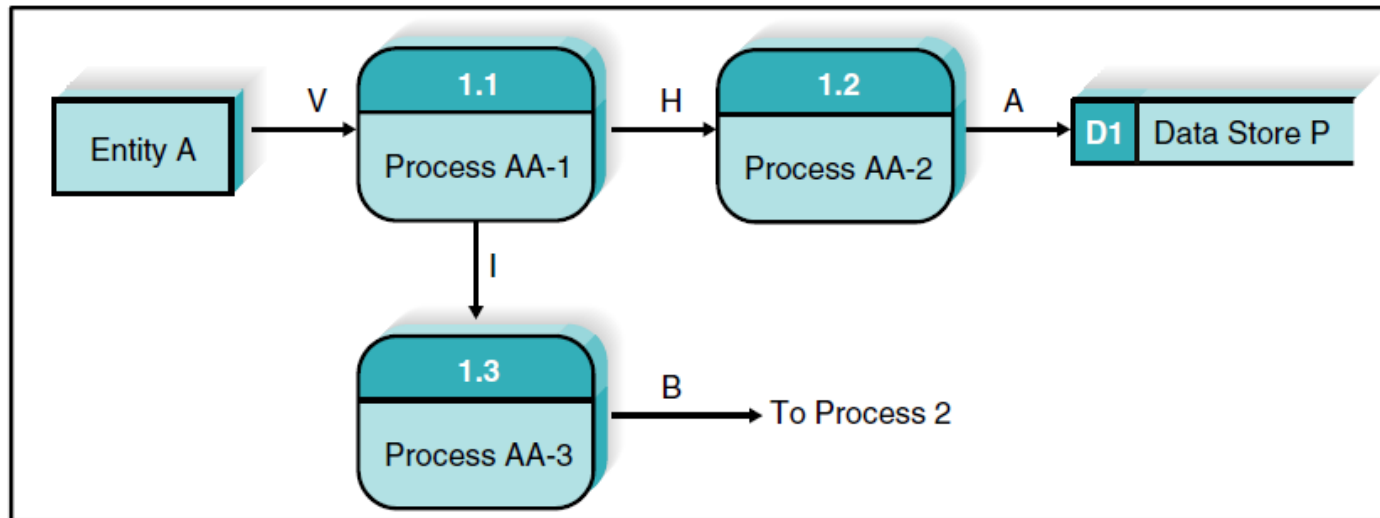 1.1
1.2
V
H
A
Entity A
Process AA-1
Process AA-2
D1
Data Store P
I
1.3
B
To Process 2
Process AA-3